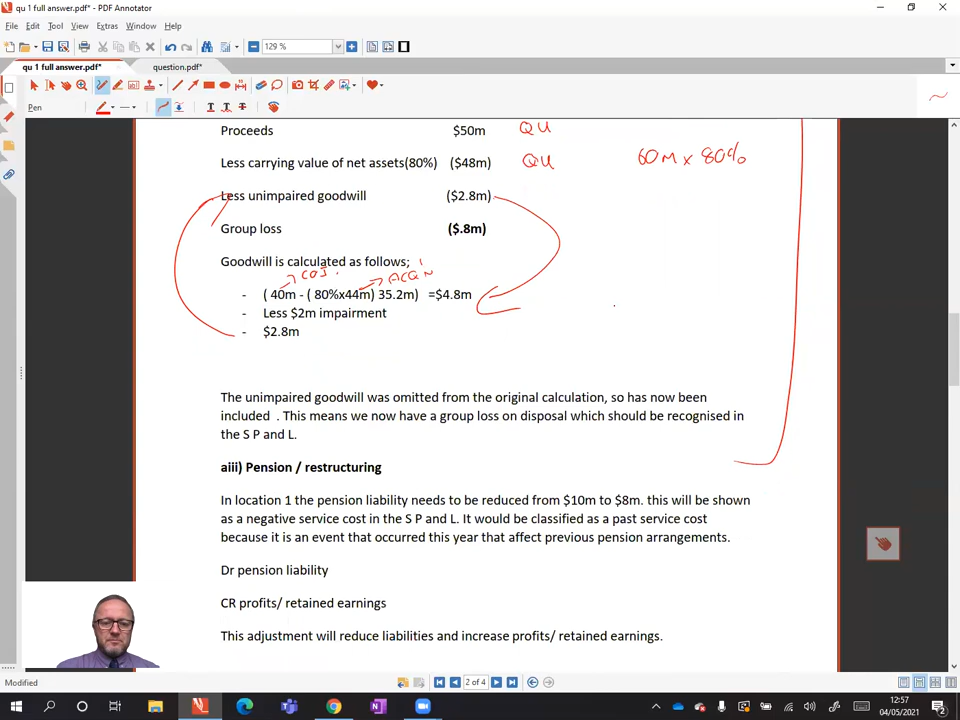 qu 1 full answer.pdf* - PDF Annotator
File Edit Tool View Extras Window Help
129 %
qu 1 full answer.pdf* question.pdf*
Pen
Proceeds $50m QU
Less carrying value of net assets(80%) ($48m) QU 60M x 80%
Less unimpaired goodwill ($2.8m)
Group loss ($.8m)
Goodwill is calculated as follows;
- ( 40m - ( 80%x44m) 35.2m) =$4.8m
- Less $2m impairment
- $2.8m
The unimpaired goodwill was omitted from the original calculation, so has now been
included . This means we now have a group loss on disposal which should be recognised in
the S P and L.
aiii) Pension / restructuring
In location 1 the pension liability needs to be reduced from $10m to $8m. this will be shown
as a negative service cost in the S P and L. It would be classified as a past service cost
because it is an event that occurred this year that affect previous pension arrangements.
Dr pension liability
CR profits/ retained earnings
This adjustment will reduce liabilities and increase profits/ retained earnings.
Modified 2 of 4
12:57
04/05/2021